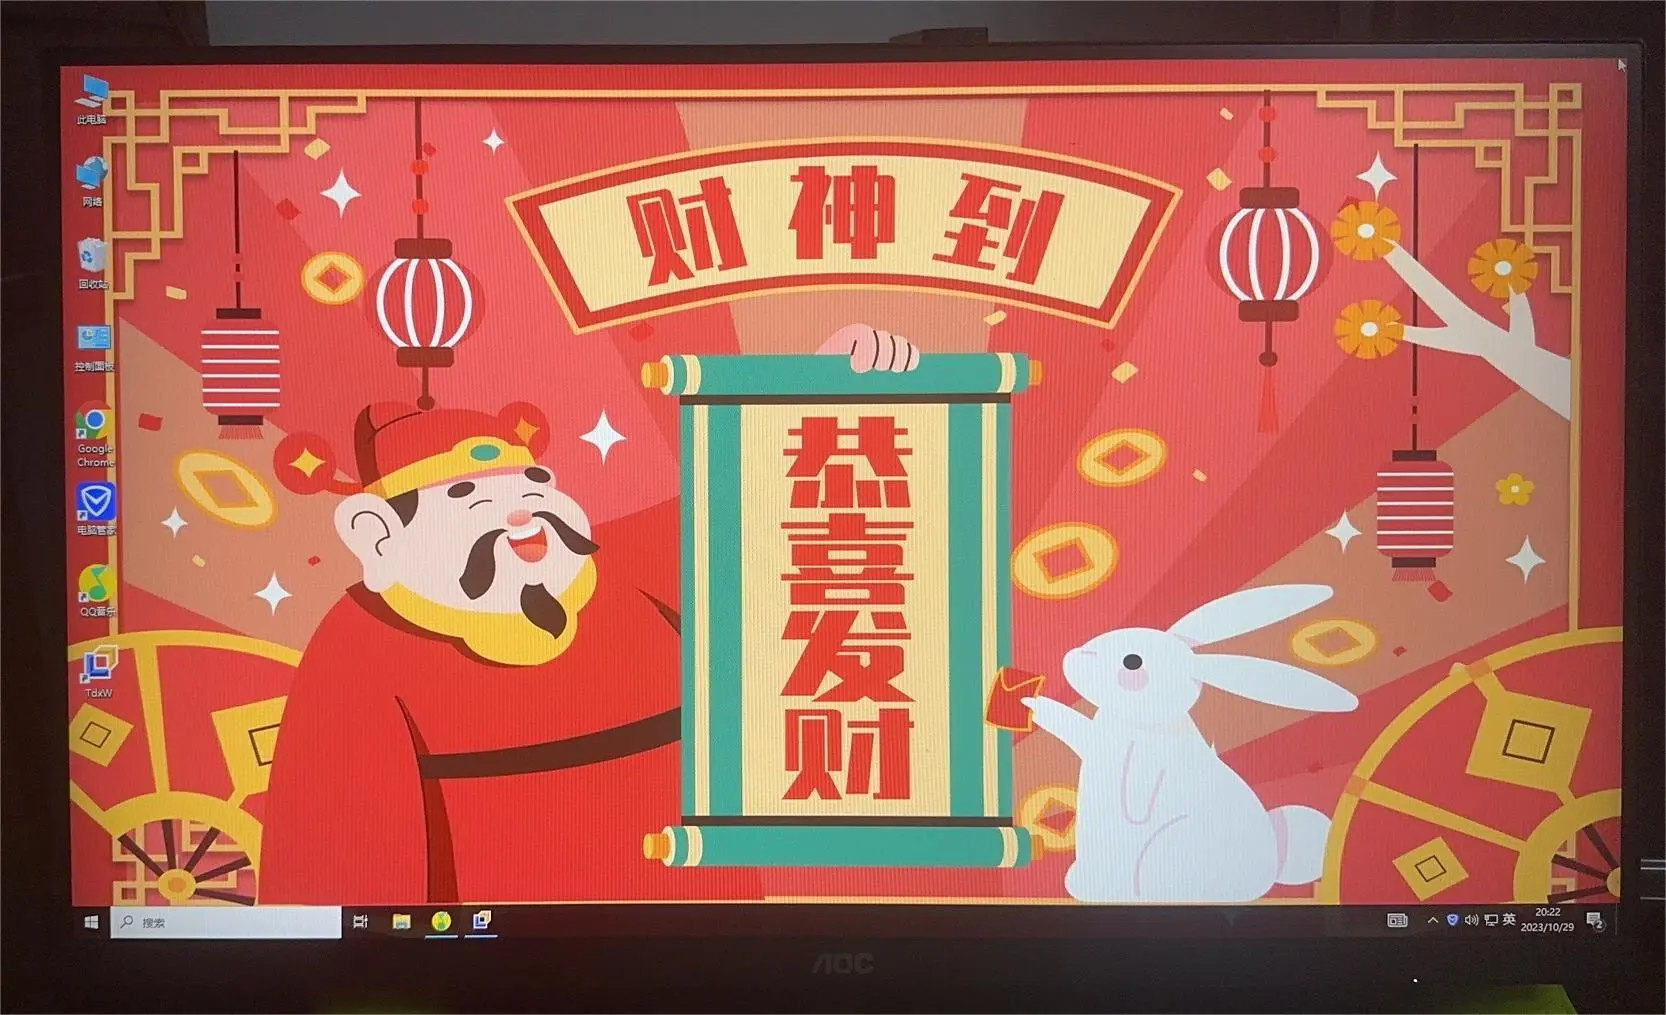 此电脑
网络
回收站
控制面板
Google
Chrome
电脑管家
QQ音乐
TdxW
财神到
恭喜发财
搜索
英
20:22
2023/10/29
2
AOC